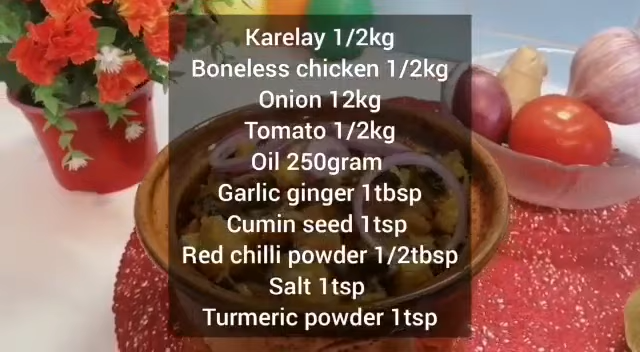 Karelay 1/2kg
Boneless chicken 1/2kg
Onion 12kg
Tomato 1/2kg
Oil 250gram
Garlic ginger 1tbsp
Cumin seed 1tsp
Red chilli powder 1/2tbsp
Salt 1tsp
Turmeric powder 1tsp